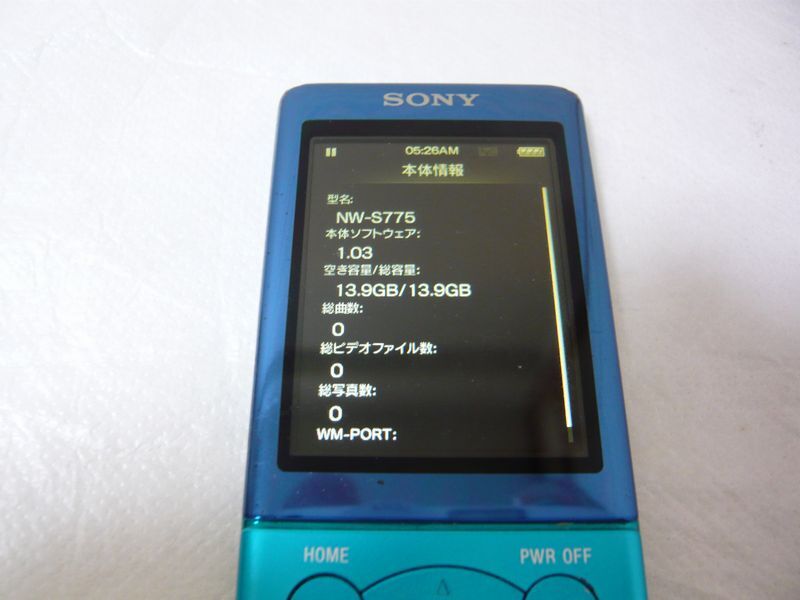 SONY
05:26AM
本体情報
型名:
NW-S775
本体ソフトウェア:
1.03
空き容量/総容量:
13.9GB/13.9GB
総曲数:
0
総ビデオファイル数:
0
総写真数:
0
WM-PORT:
HOME
PWR OFF